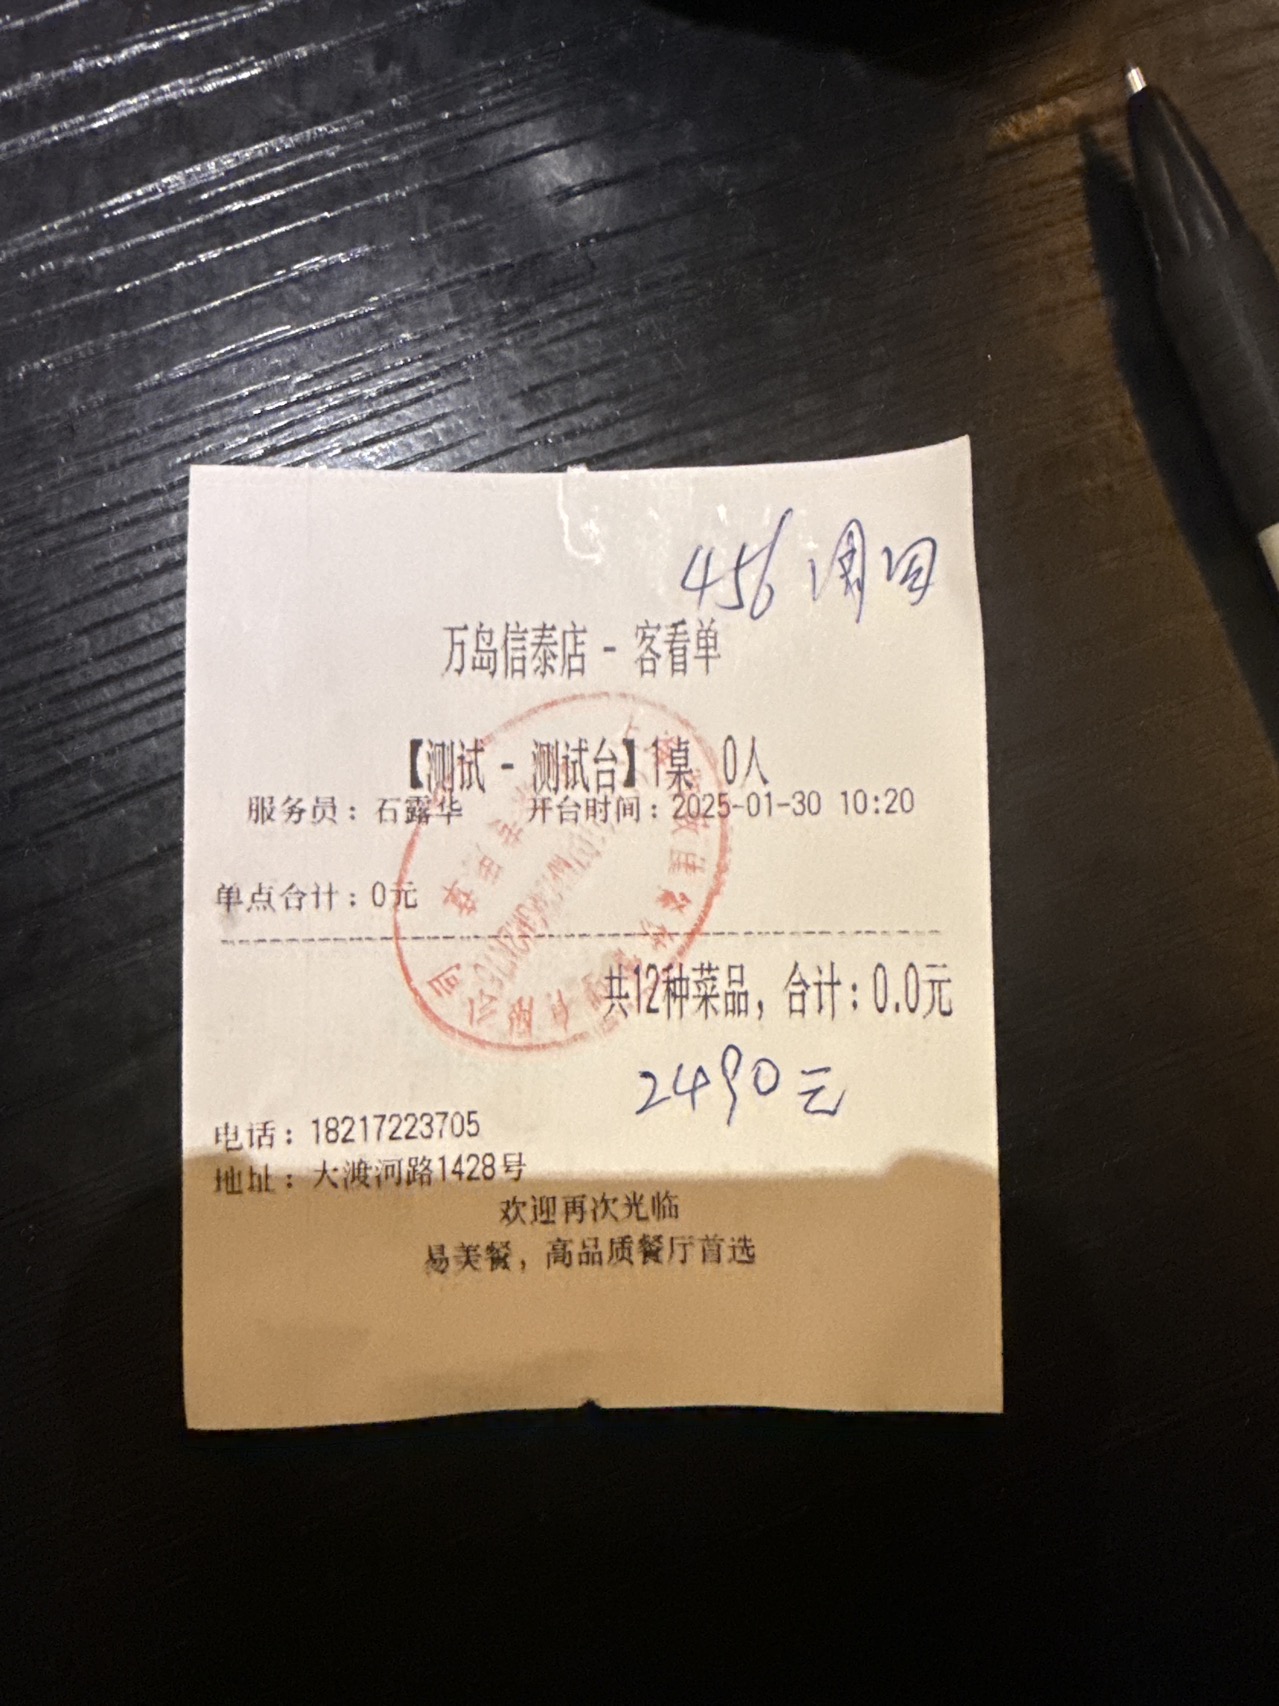 456
万岛信泰店 - 客看单
【测试 - 测试台】1桌 0人
服务员：石露华 开台时间：2025-01-30 10:20
单点合计：0元
共12种菜品，合计：0.0元
2490元
电话：18217223705
地址：大渡河路1428号
欢迎再次光临
易美餐，高品质餐厅首选